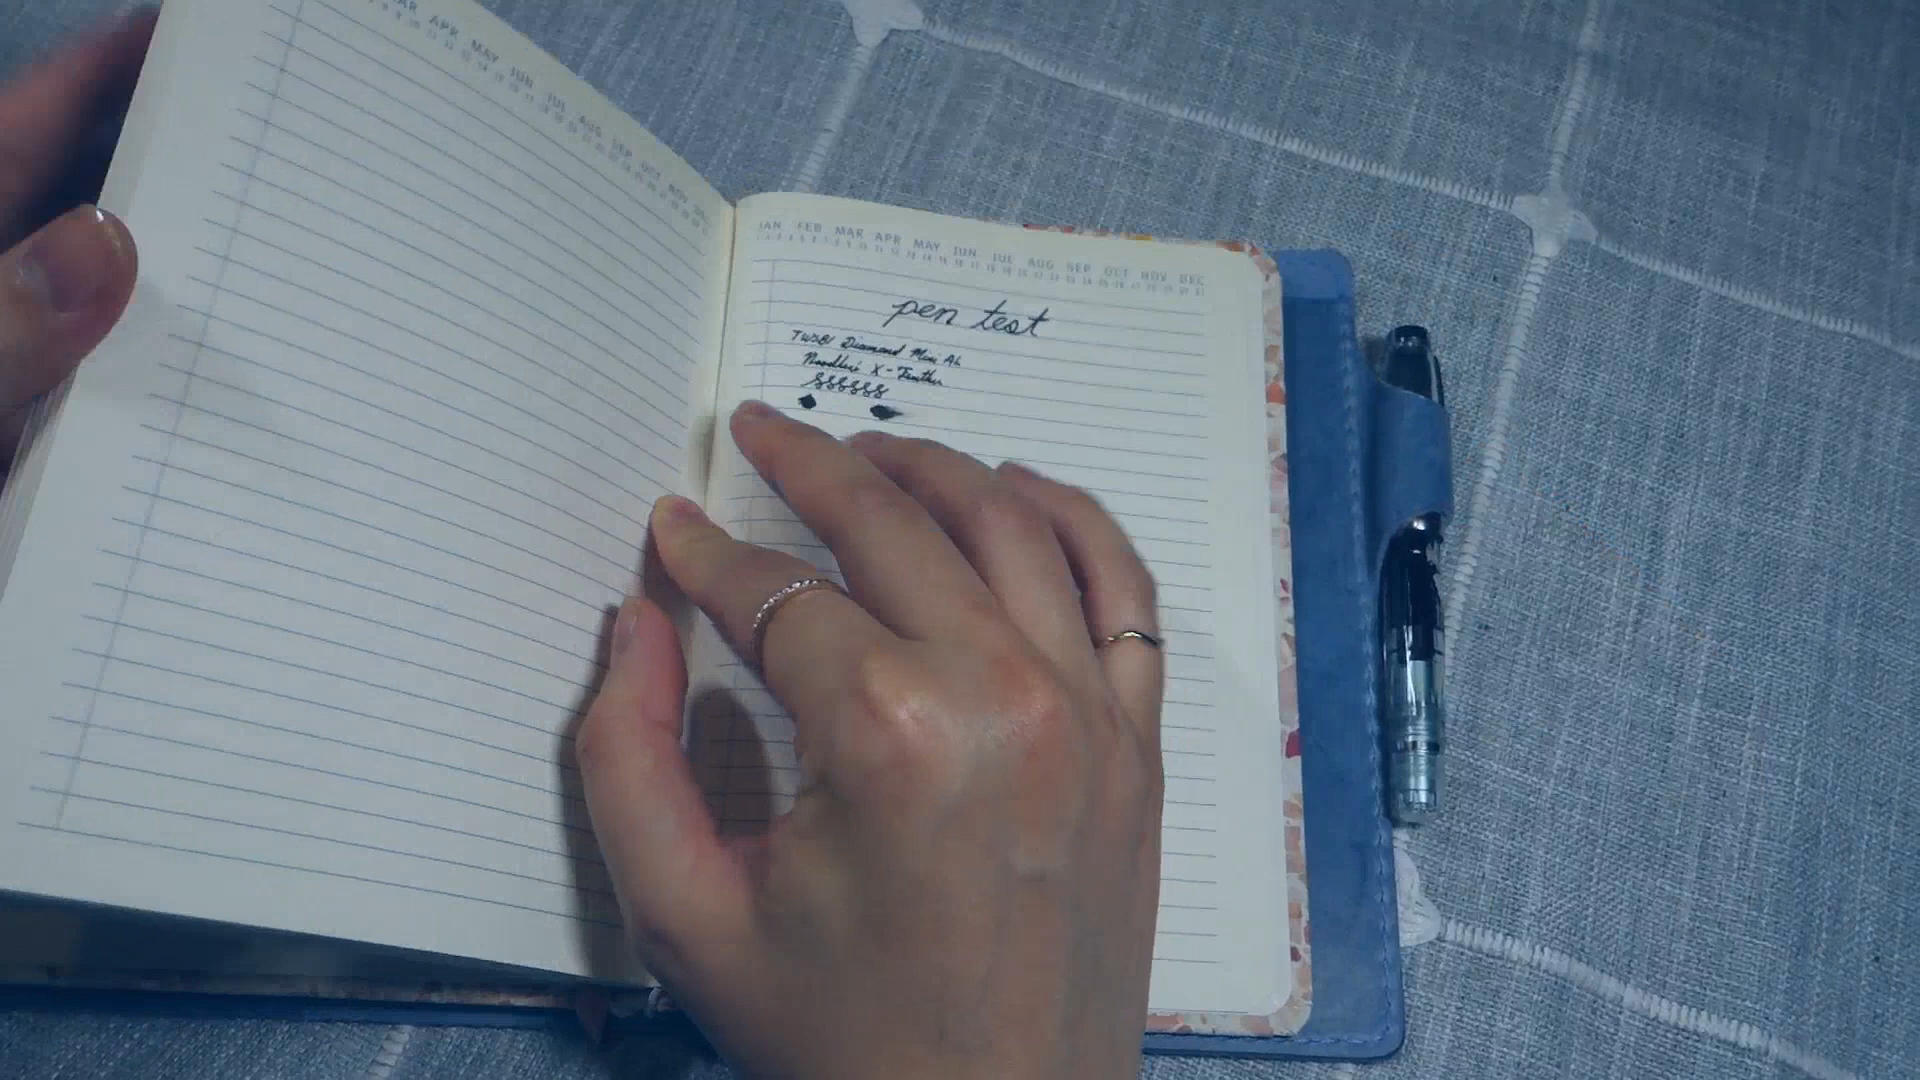 MAR APR MAY JUN JUL AUG SEP OCT NOV DEC
JAN FEB MAR APR MAY JUN JUL AUG SEP OCT NOV DEC
pen test
TWSBI Diamond Mini AL
Noodler's X-Feather
SSSSSS